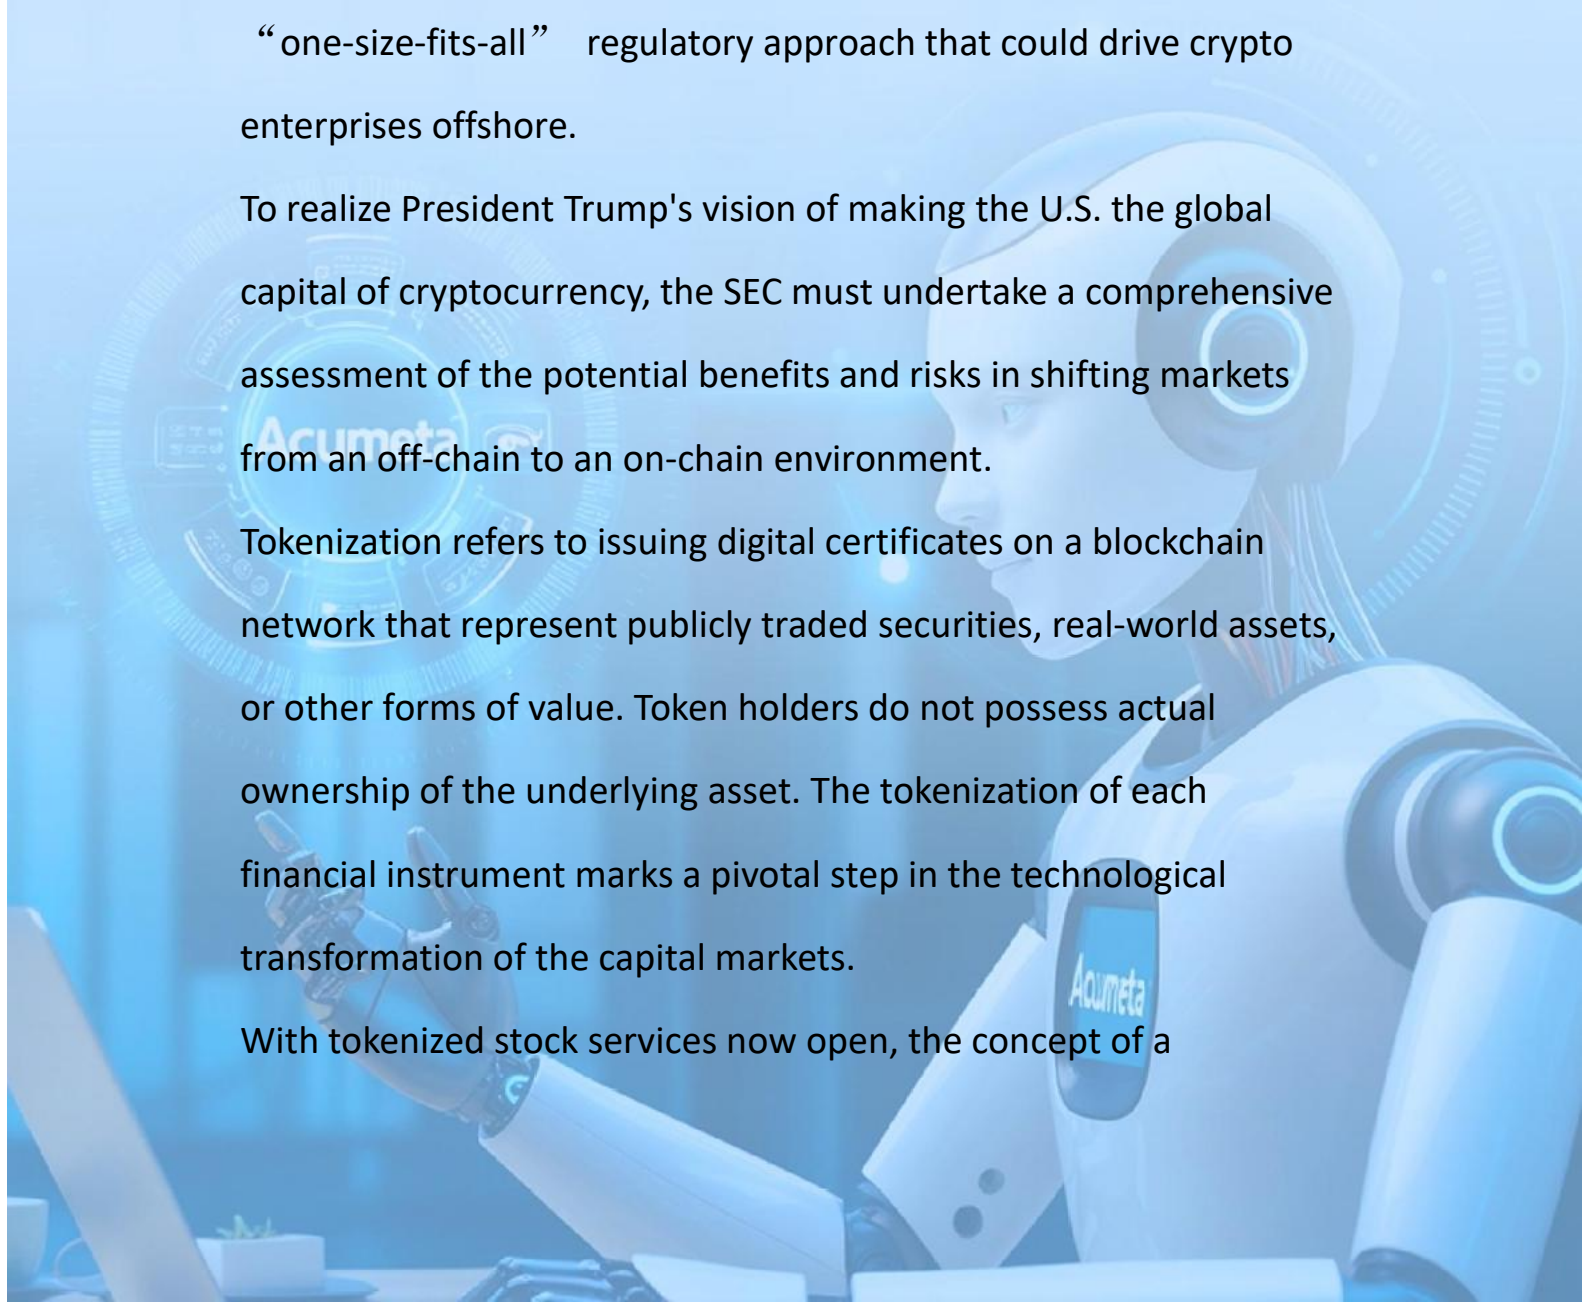 “one-size-fits-all” regulatory approach that could drive crypto
enterprises offshore.
To realize President Trump's vision of making the U.S. the global
capital of cryptocurrency, the SEC must undertake a comprehensive
assessment of the potential benefits and risks in shifting markets
from an off-chain to an on-chain environment.
Acumeta
Tokenization refers to issuing digital certificates on a blockchain
network that represent publicly traded securities, real-world assets,
or other forms of value. Token holders do not possess actual
ownership of the underlying asset. The tokenization of each
financial instrument marks a pivotal step in the technological
transformation of the capital markets.
Acumeta
With tokenized stock services now open, the concept of a